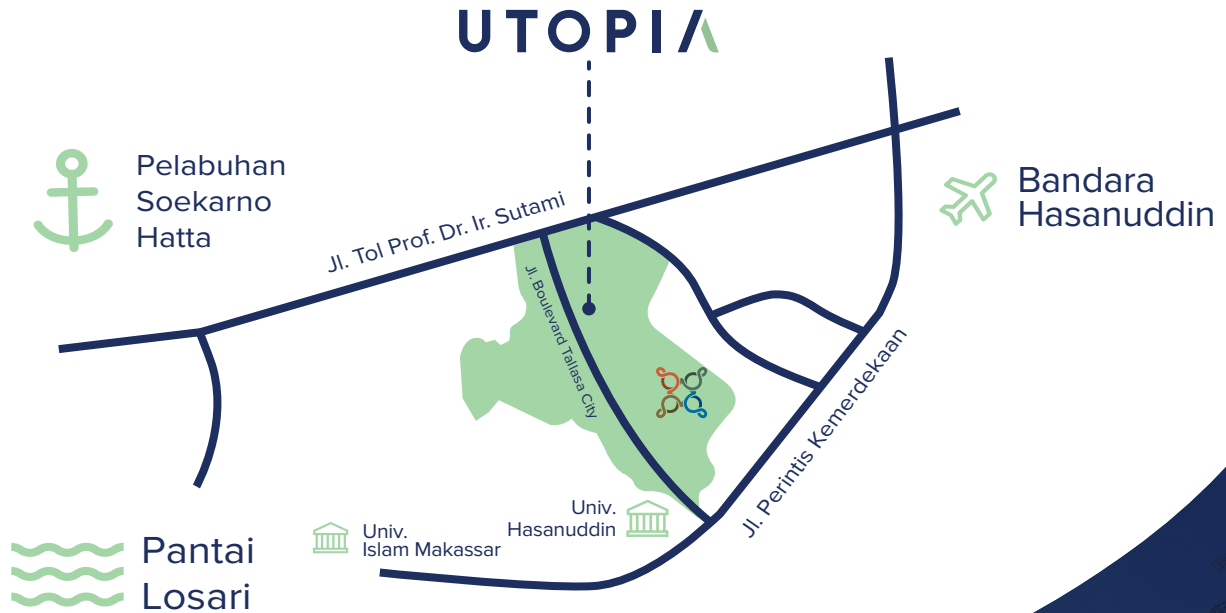 UTOPIA
Pelabuhan
Soekarno
Hatta
Jl. Tol Prof. Dr. Ir. Sutami
Bandara
Hasanuddin
Jl. Boulevard Tallasa City
Jl. Perintis Kemerdekaan
Univ.
Hasanuddin
Univ.
Islam Makassar
Pantai
Losari